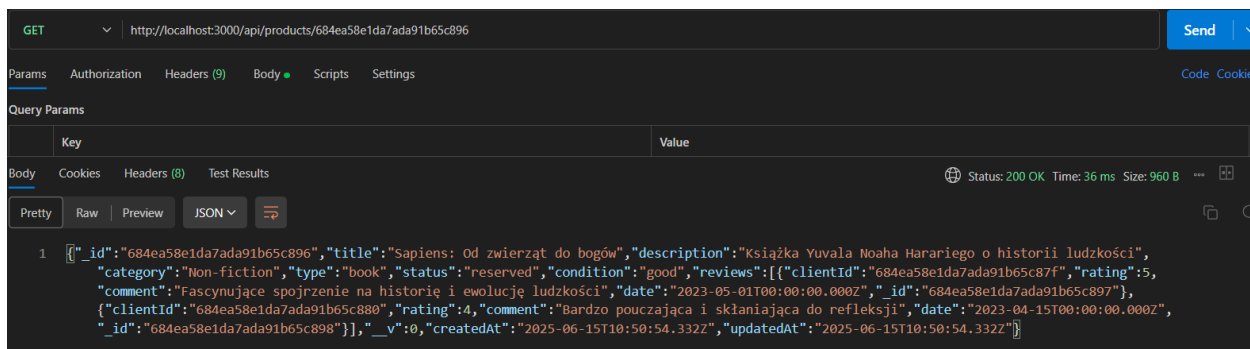 GET http://localhost:3000/api/products/684ea58e1da7ada91b65c896 Send
Params Authorization Headers (9) Body Scripts Settings Code Cookie
Query Params
Key Value
Body Cookies Headers (8) Test Results Status: 200 OK Time: 36 ms Size: 960 B
Pretty Raw Preview JSON
1 {"_id":"684ea58e1da7ada91b65c896","title":"Sapiens: Od zwierząt do bogów","description":"Książka Yuvala Noaha Harariego o historii ludzkości",
"category":"Non-fiction","type":"book","status":"reserved","condition":"good","reviews":[{"clientId":"684ea58e1da7ada91b65c87f","rating":5,
"comment":"Fascynujące spojrzenie na historię i ewolucję ludzkości","date":"2023-05-01T00:00:00.000Z","_id":"684ea58e1da7ada91b65c897"},
{"clientId":"684ea58e1da7ada91b65c880","rating":4,"comment":"Bardzo pouczająca i skłaniająca do refleksji","date":"2023-04-15T00:00:00.000Z",
"_id":"684ea58e1da7ada91b65c898"}],"__v":0,"createdAt":"2025-06-15T10:50:54.332Z","updatedAt":"2025-06-15T10:50:54.332Z"}